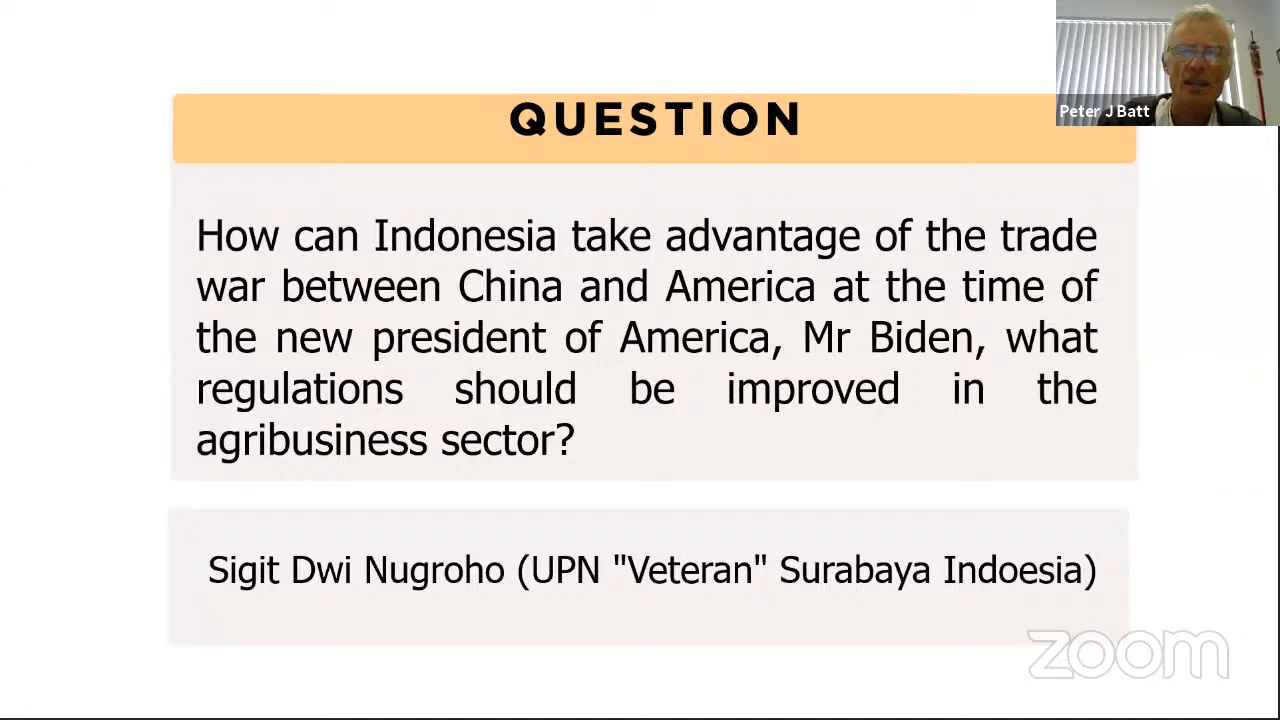 QUESTION
Peter J Batt
How can Indonesia take advantage of the trade
war between China and America at the time of
the new president of America, Mr Biden, what
regulations should be improved in the
agribusiness sector?
Sigit Dwi Nugroho (UPN "Veteran" Surabaya Indoesia)
zoom